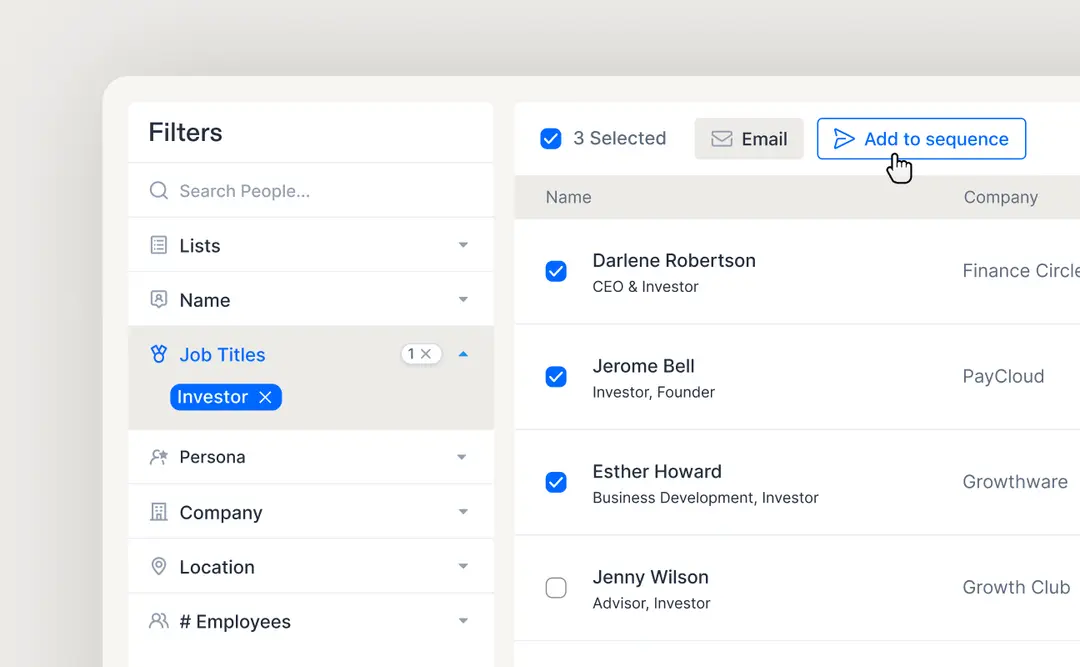 Filters
Search People...
Lists
Name
Job Titles
1
Investor
Persona
Company
Location
# Employees
3 Selected
Email
Add to sequence
Name
Company
Darlene Robertson
CEO & Investor
Finance Circle
Jerome Bell
Investor, Founder
PayCloud
Esther Howard
Business Development, Investor
Growthware
Jenny Wilson
Advisor, Investor
Growth Club